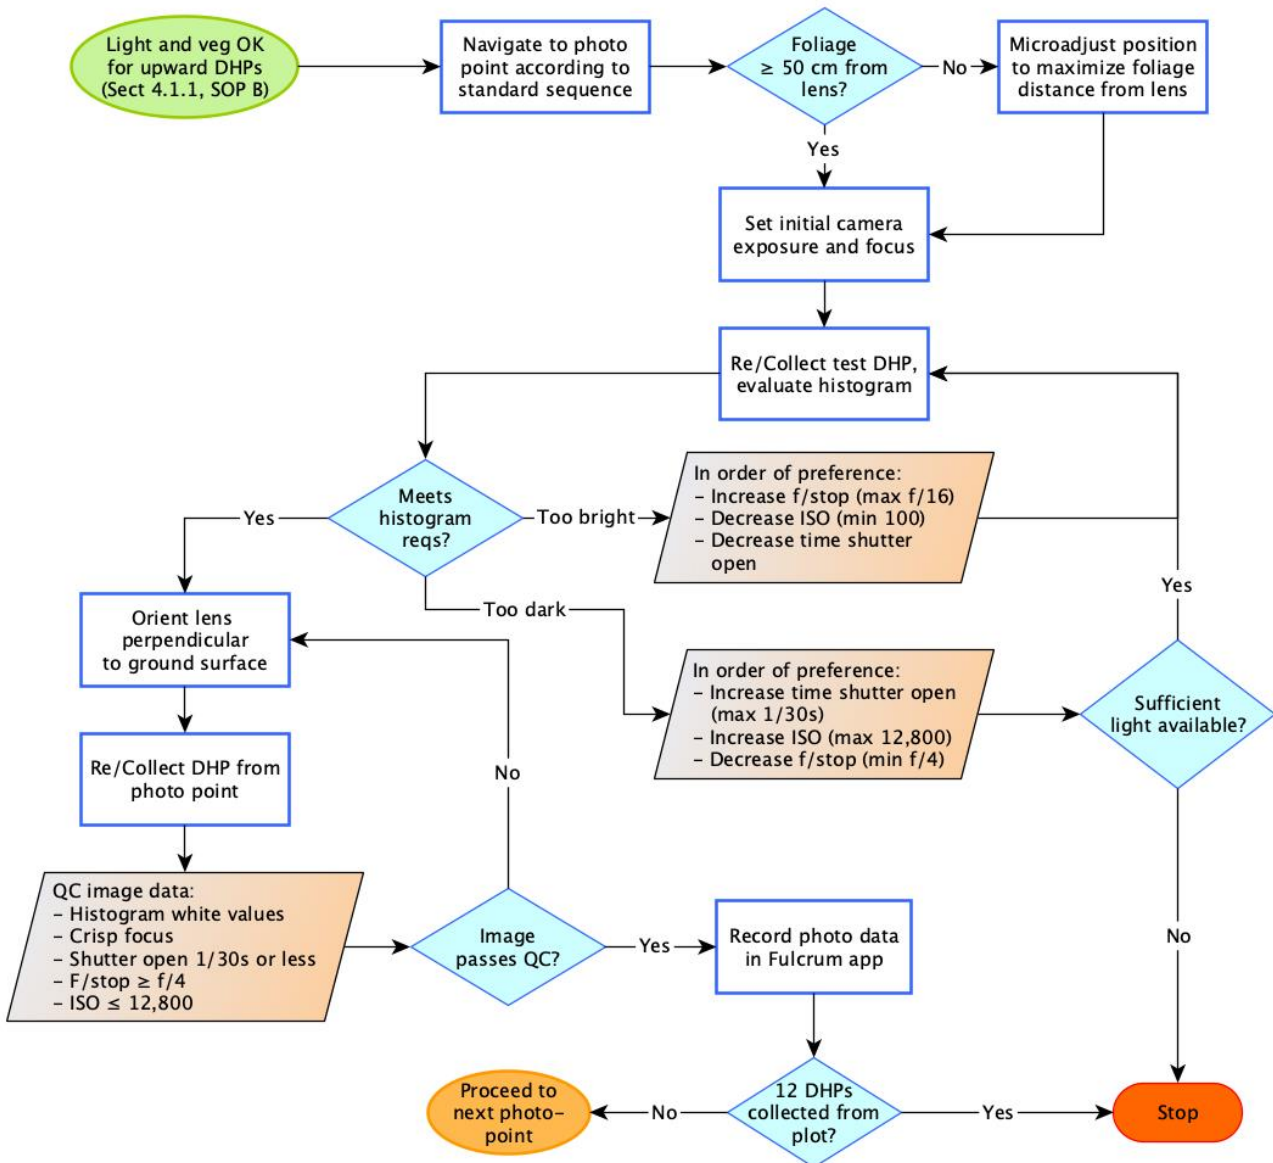 Light and veg OK
for upward DHPs
(Sect 4.1.1, SOP B)
Navigate to photo
point according to
standard sequence
Foliage
≥ 50 cm from
lens?
No
Microadjust position
to maximize foliage
distance from lens
Yes
Set initial camera
exposure and focus
Re/Collect test DHP,
evaluate histogram
Meets
histogram
reqs?
Yes
Too bright
In order of preference:
– Increase f/stop (max f/16)
– Decrease ISO (min 100)
– Decrease time shutter
open
Too dark
In order of preference:
– Increase time shutter open
(max 1/30s)
– Increase ISO (max 12,800)
– Decrease f/stop (min f/4)
Yes
Sufficient
light available?
No
Orient lens
perpendicular
to ground surface
Re/Collect DHP from
photo point
QC image data:
– Histogram white values
– Crisp focus
– Shutter open 1/30s or less
– F/stop ≥ f/4
– ISO ≤ 12,800
No
Image
passes QC?
Yes
Record photo data
in Fulcrum app
12 DHPs
collected from
plot?
No
Proceed to
next photo-
point
Yes
Stop